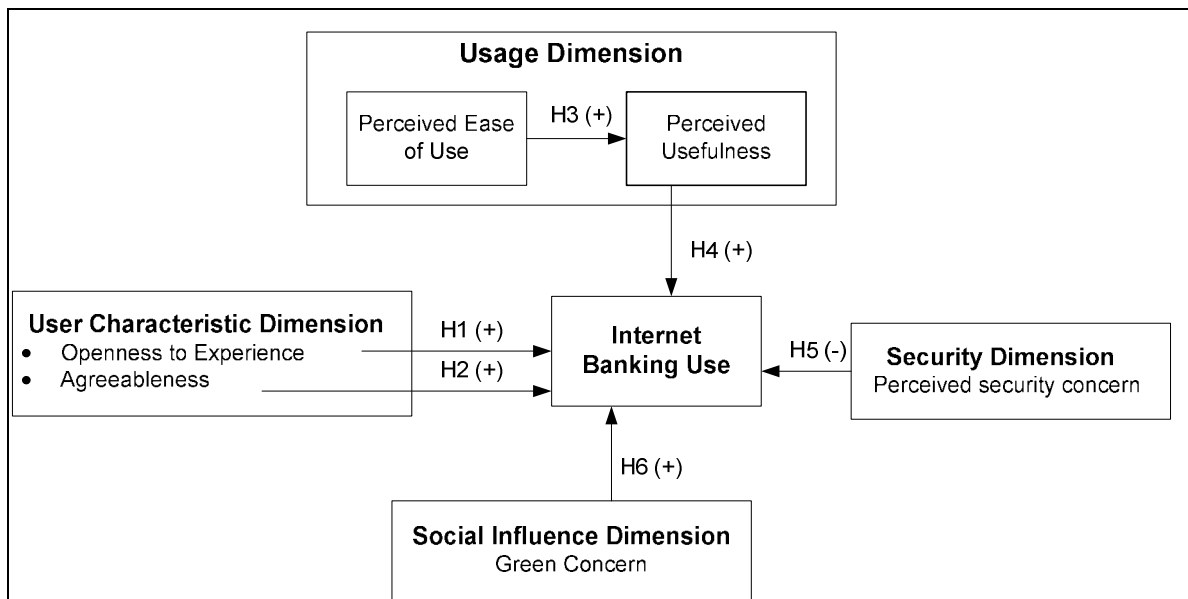 Usage Dimension
Perceived Ease
of Use
H3 (+)
Perceived
Usefulness
H4 (+)
User Characteristic Dimension
• Openness to Experience
• Agreeableness
H1 (+)
H2 (+)
Internet
Banking Use
H5 (-)
Security Dimension
Perceived security concern
H6 (+)
Social Influence Dimension
Green Concern